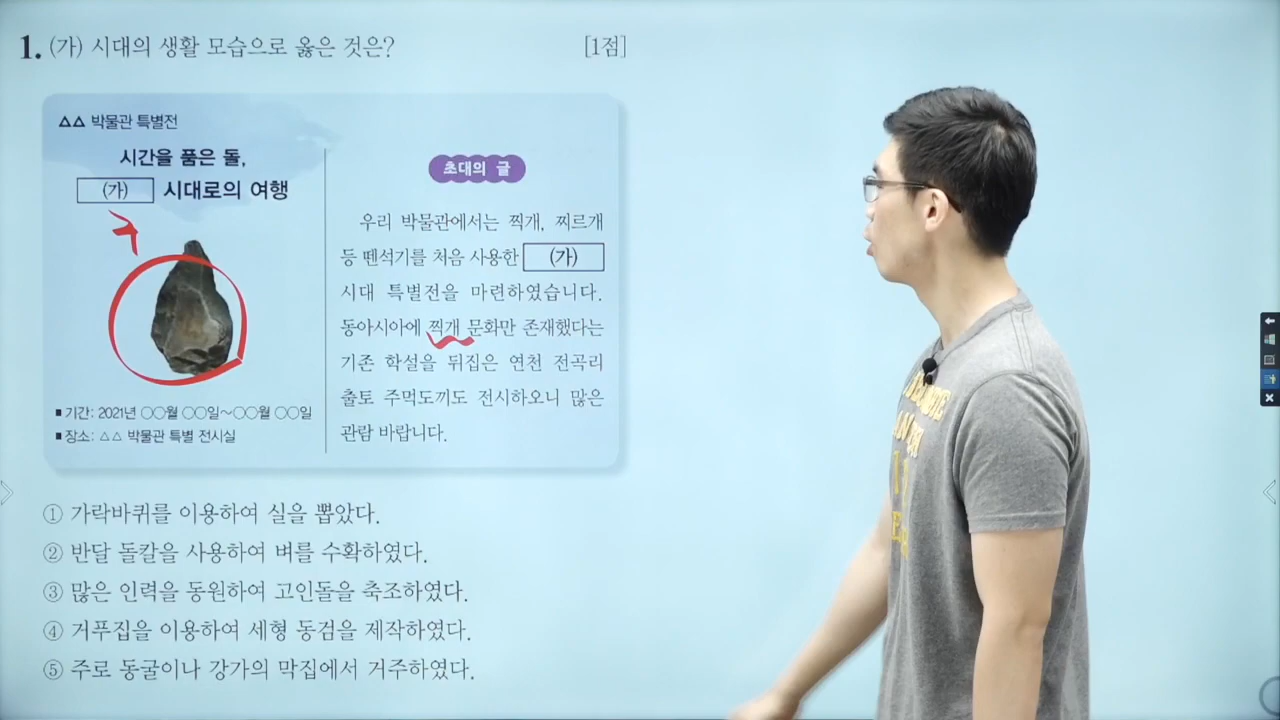 1. (가) 시대의 생활 모습으로 옳은 것은? [1점]
△△ 박물관 특별전
시간을 품은 돌,
(가) 시대로의 여행
구
■ 기간: 2021년 ○○월 ○○일~○○월 ○○일
■ 장소: △△ 박물관 특별 전시실
초대의 글
우리 박물관에서는 찍개, 찌르개
등 뗀석기를 처음 사용한 (가)
시대 특별전을 마련하였습니다.
동아시아에 찍개 문화만 존재했다는
기존 학설을 뒤집은 연천 전곡리
출토 주먹도끼도 전시하오니 많은
관람 바랍니다.
① 가락바퀴를 이용하여 실을 뽑았다.
② 반달 돌칼을 사용하여 벼를 수확하였다.
③ 많은 인력을 동원하여 고인돌을 축조하였다.
④ 거푸집을 이용하여 세형 동검을 제작하였다.
⑤ 주로 동굴이나 강가의 막집에서 거주하였다.